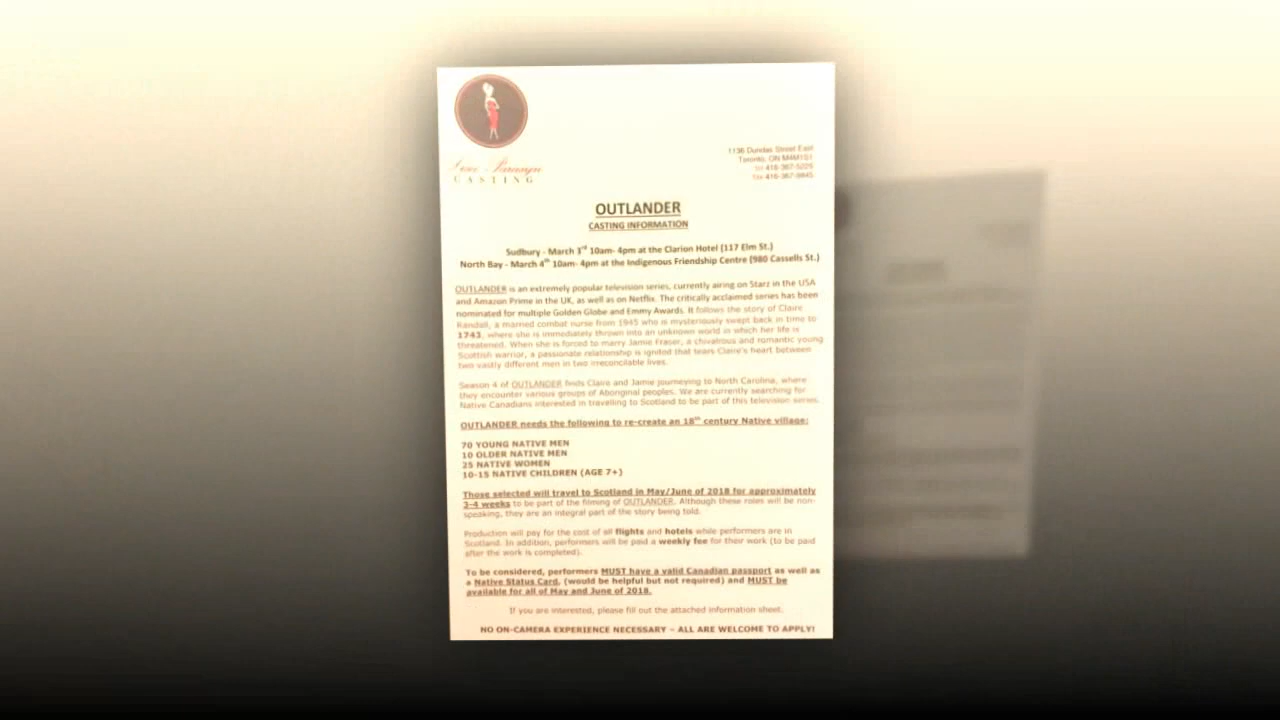 CASTING
1136 Dundas Street East
Toronto, ON M4M1S1
tel 416-367-5226
fax 416-367-9845
OUTLANDER
CASTING INFORMATION
Sudbury - March 3rd 10am- 4pm at the Clarion Hotel (117 Elm St.)
North Bay - March 4th 10am- 4pm at the Indigenous Friendship Centre (980 Cassells St.)
OUTLANDER is an extremely popular television series, currently airing on Starz in the USA
and Amazon Prime in the UK, as well as on Netflix. The critically acclaimed series has been
nominated for multiple Golden Globe and Emmy Awards. It follows the story of Claire
Randall, a married combat nurse from 1945 who is mysteriously swept back in time to
1743, where she is immediately thrown into an unknown world in which her life is
threatened. When she is forced to marry Jamie Fraser, a chivalrous and romantic young
Scottish warrior, a passionate relationship is ignited that tears Claire's heart between
two vastly different men in two irreconcilable lives.
Season 4 of OUTLANDER finds Claire and Jamie journeying to North Carolina, where
they encounter various groups of Aboriginal peoples. We are currently searching for
Native Canadians interested in travelling to Scotland to be part of this television series.
OUTLANDER needs the following to re-create an 18th century Native village:
70 YOUNG NATIVE MEN
10 OLDER NATIVE MEN
25 NATIVE WOMEN
10-15 NATIVE CHILDREN (AGE 7+)
Those selected will travel to Scotland in May/June of 2018 for approximately
3-4 weeks to be part of the filming of OUTLANDER. Although these roles will be non-
speaking, they are an integral part of the story being told.
Production will pay for the cost of all flights and hotels while performers are in
Scotland. In addition, performers will be paid a weekly fee for their work (to be paid
after the work is completed).
To be considered, performers MUST have a valid Canadian passport as well as
a Native Status Card, (would be helpful but not required) and MUST be
available for all of May and June of 2018.
If you are interested, please fill out the attached information sheet.
NO ON-CAMERA EXPERIENCE NECESSARY – ALL ARE WELCOME TO APPLY!